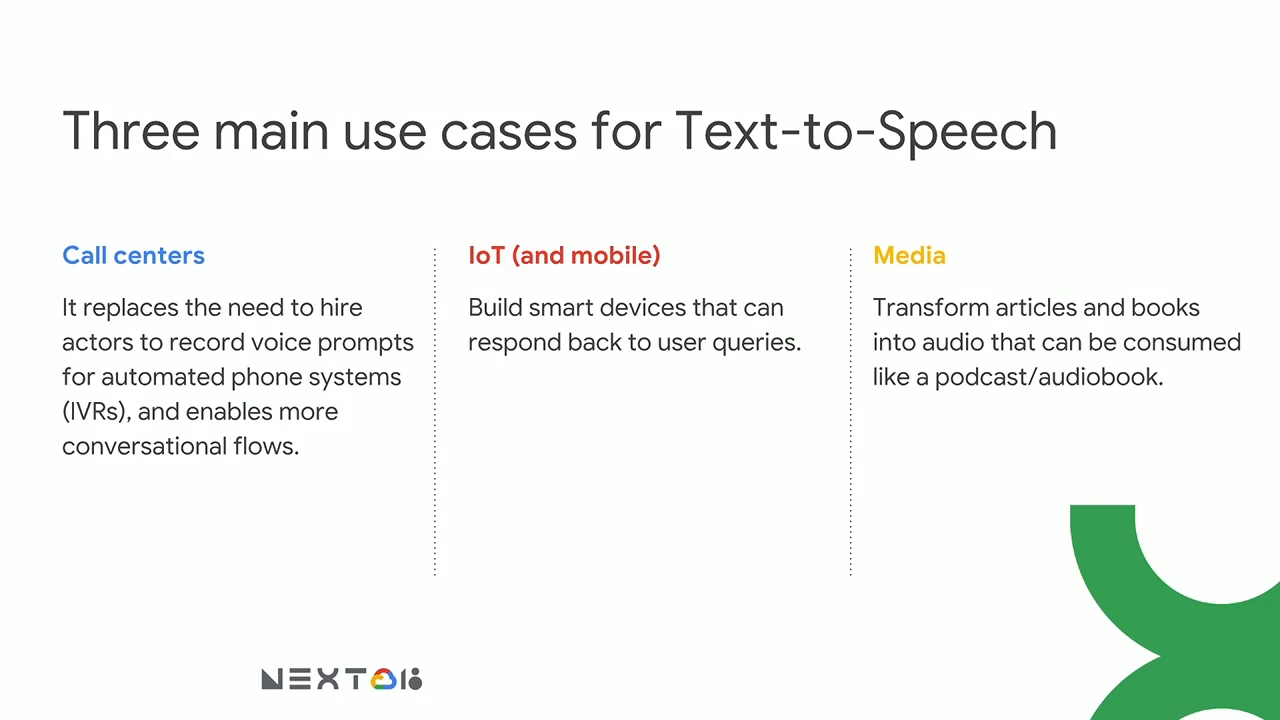 Three main use cases for Text-to-Speech
Call centers
It replaces the need to hire
actors to record voice prompts
for automated phone systems
(IVRs), and enables more
conversational flows.
IoT (and mobile)
Build smart devices that can
respond back to user queries.
Media
Transform articles and books
into audio that can be consumed
like a podcast/audiobook.
NEXT 18